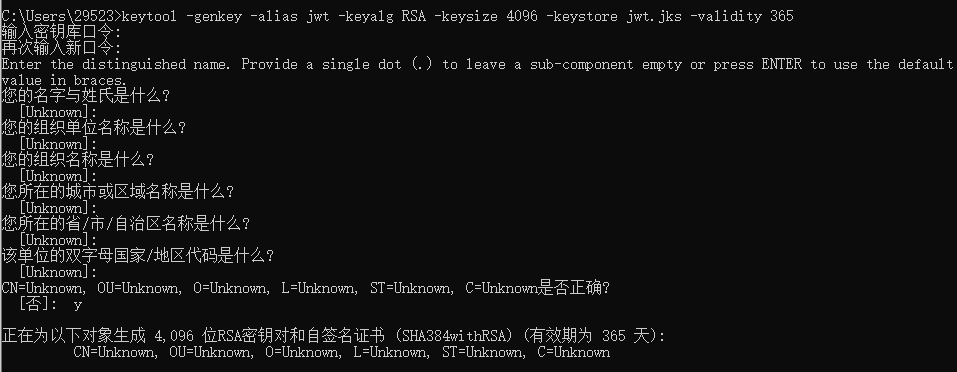 C:\Users\29523>keytool -genkey -alias jwt -keyalg RSA -keysize 4096 -keystore jwt.jks -validity 365
输入密钥库口令:
再次输入新口令:
Enter the distinguished name. Provide a single dot (.) to leave a sub-component empty or press ENTER to use the default
value in braces.
您的名字与姓氏是什么?
  [Unknown]:
您的组织单位名称是什么?
  [Unknown]:
您的组织名称是什么?
  [Unknown]:
您所在的城市或区域名称是什么?
  [Unknown]:
您所在的省/市/自治区名称是什么?
  [Unknown]:
该单位的双字母国家/地区代码是什么?
  [Unknown]:
CN=Unknown, OU=Unknown, O=Unknown, L=Unknown, ST=Unknown, C=Unknown是否正确?
  [否]:  y
正在为以下对象生成 4,096 位RSA密钥对和自签名证书 (SHA384withRSA) (有效期为 365 天):
         CN=Unknown, OU=Unknown, O=Unknown, L=Unknown, ST=Unknown, C=Unknown